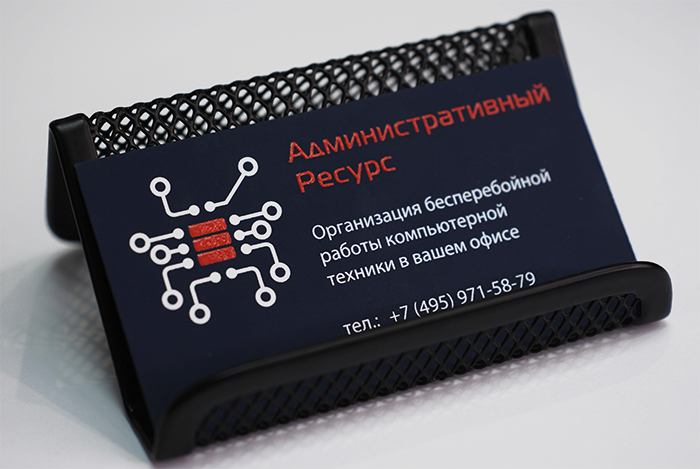 Административный
Ресурс
Организация бесперебойной
работы компьютерной
техники в вашем офисе
тел.: +7 (495) 971-58-79